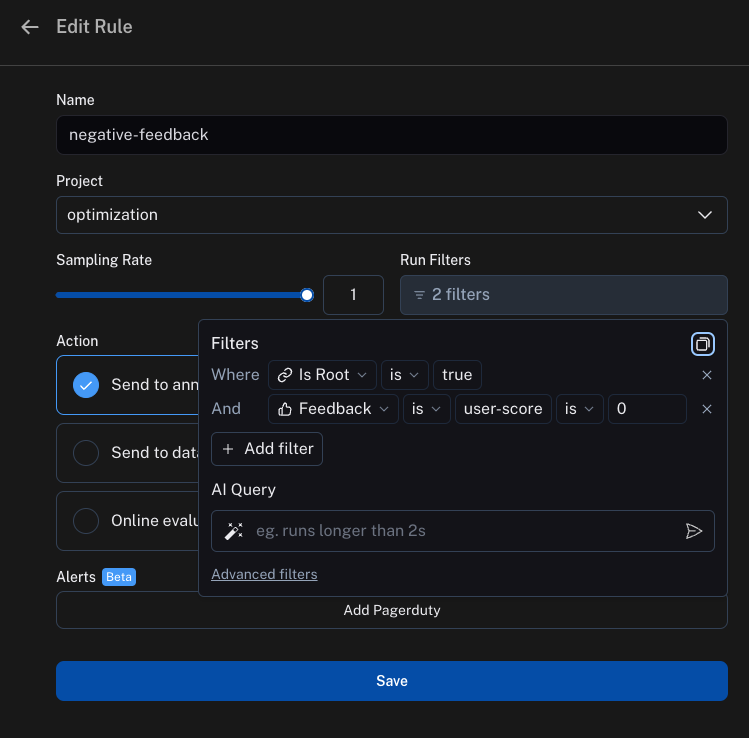 Edit Rule
Name
negative-feedback
Project
optimization
Sampling Rate
Run Filters
1
2 filters
Action
Filters
Where Is Root is true
Send to ann
And Feedback is user-score is 0
Send to data
Add filter
AI Query
Online evalu
eg. runs longer than 2s
Advanced filters
Alerts Beta
Add Pagerduty
Save